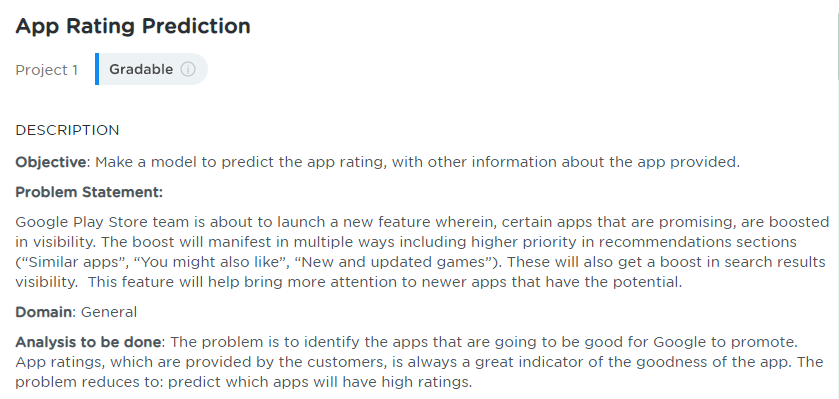 App Rating Prediction
Project 1
Gradable
DESCRIPTION
Objective: Make a model to predict the app rating, with other information about the app provided.
Problem Statement:
Google Play Store team is about to launch a new feature wherein, certain apps that are promising, are boosted
in visibility. The boost will manifest in multiple ways including higher priority in recommendations sections
(“Similar apps”, “You might also like”, “New and updated games”). These will also get a boost in search results
visibility.  This feature will help bring more attention to newer apps that have the potential.
Domain: General
Analysis to be done: The problem is to identify the apps that are going to be good for Google to promote.
App ratings, which are provided by the customers, is always a great indicator of the goodness of the app. The
problem reduces to: predict which apps will have high ratings.